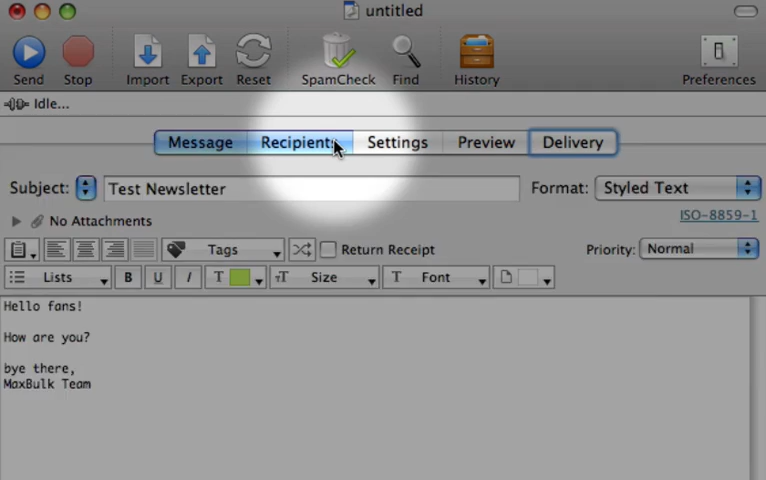 untitled
Send Stop Import Export Reset SpamCheck Find History Preferences
Idle...
Message Recipients Settings Preview Delivery
Subject: Test Newsletter Format: Styled Text
No Attachments ISO-8859-1
Tags Return Receipt Priority: Normal
Lists B U I T Size T Font
Hello fans!
How are you?
bye there,
MaxBulk Team